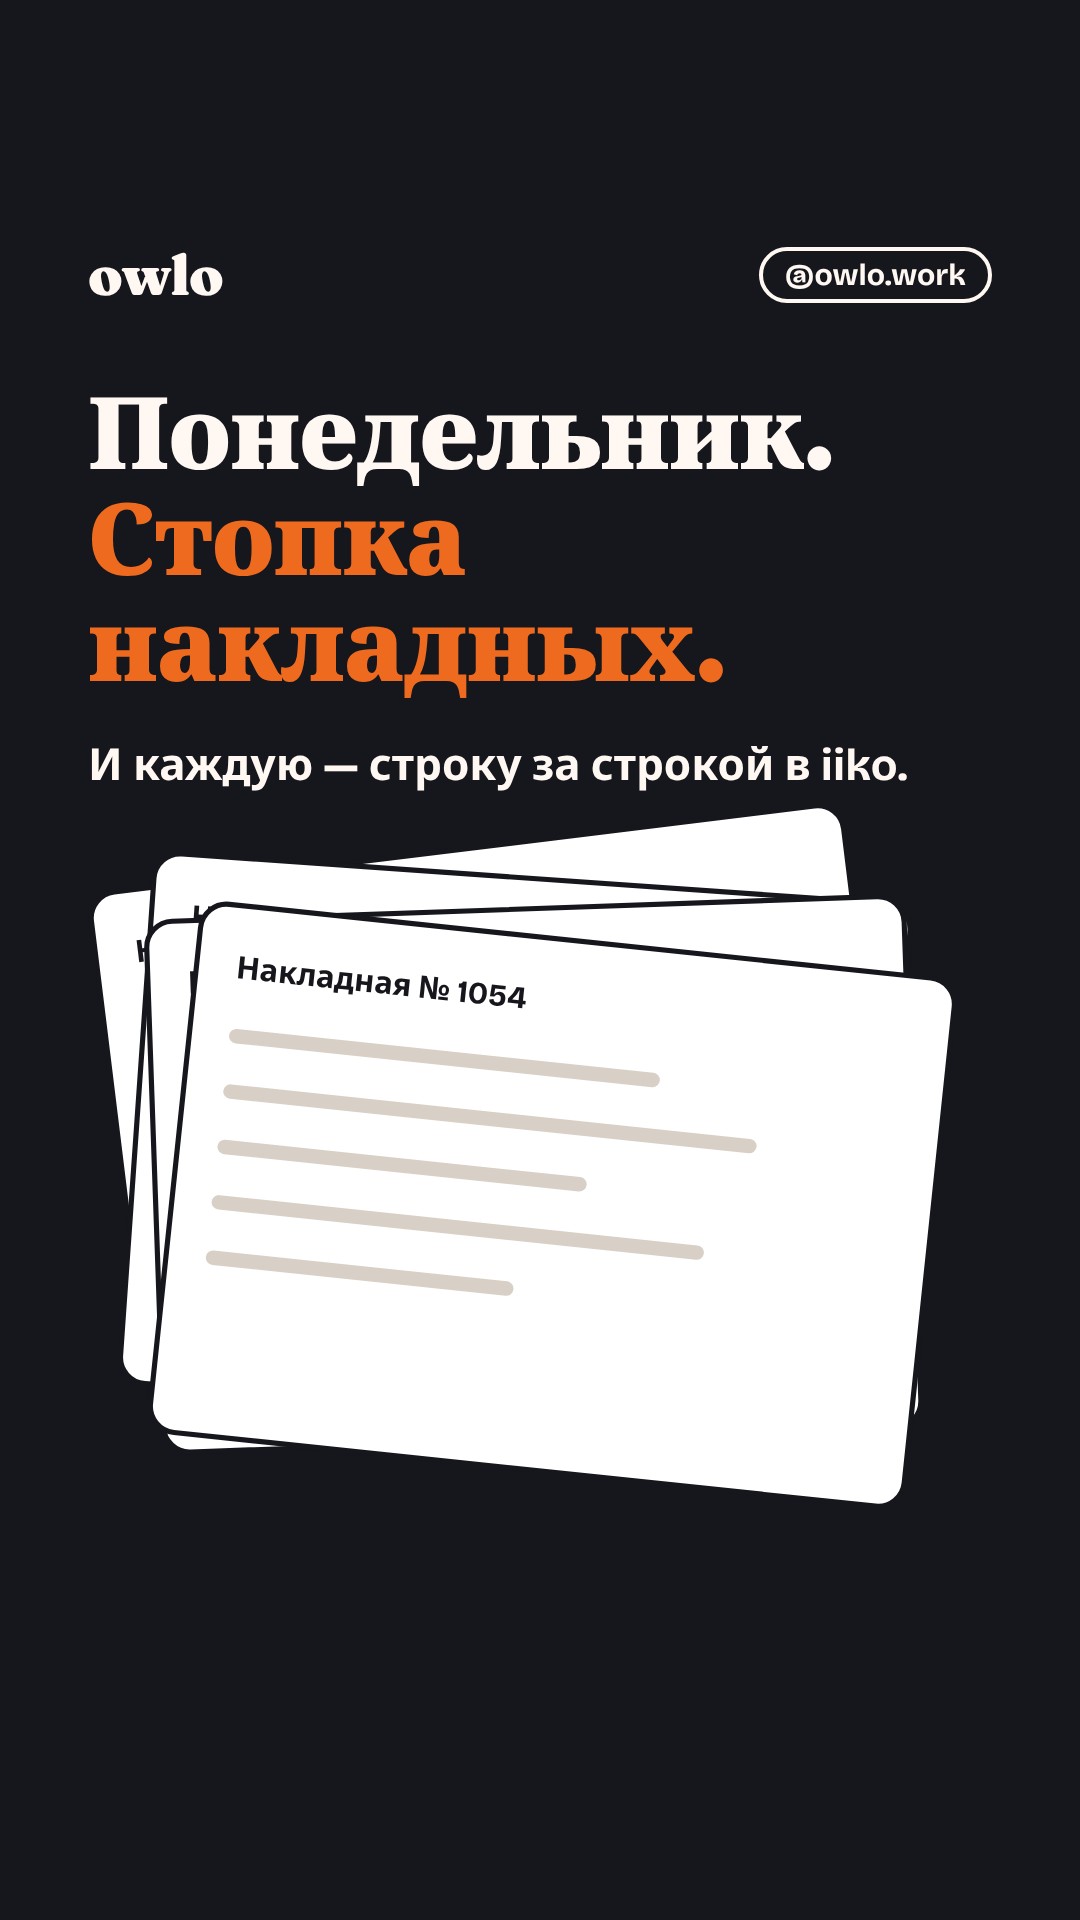 owlo
@owlo.work
Понедельник.
Стопка
накладных.
И каждую — строку за строкой в iiko.
Накладная № 1054